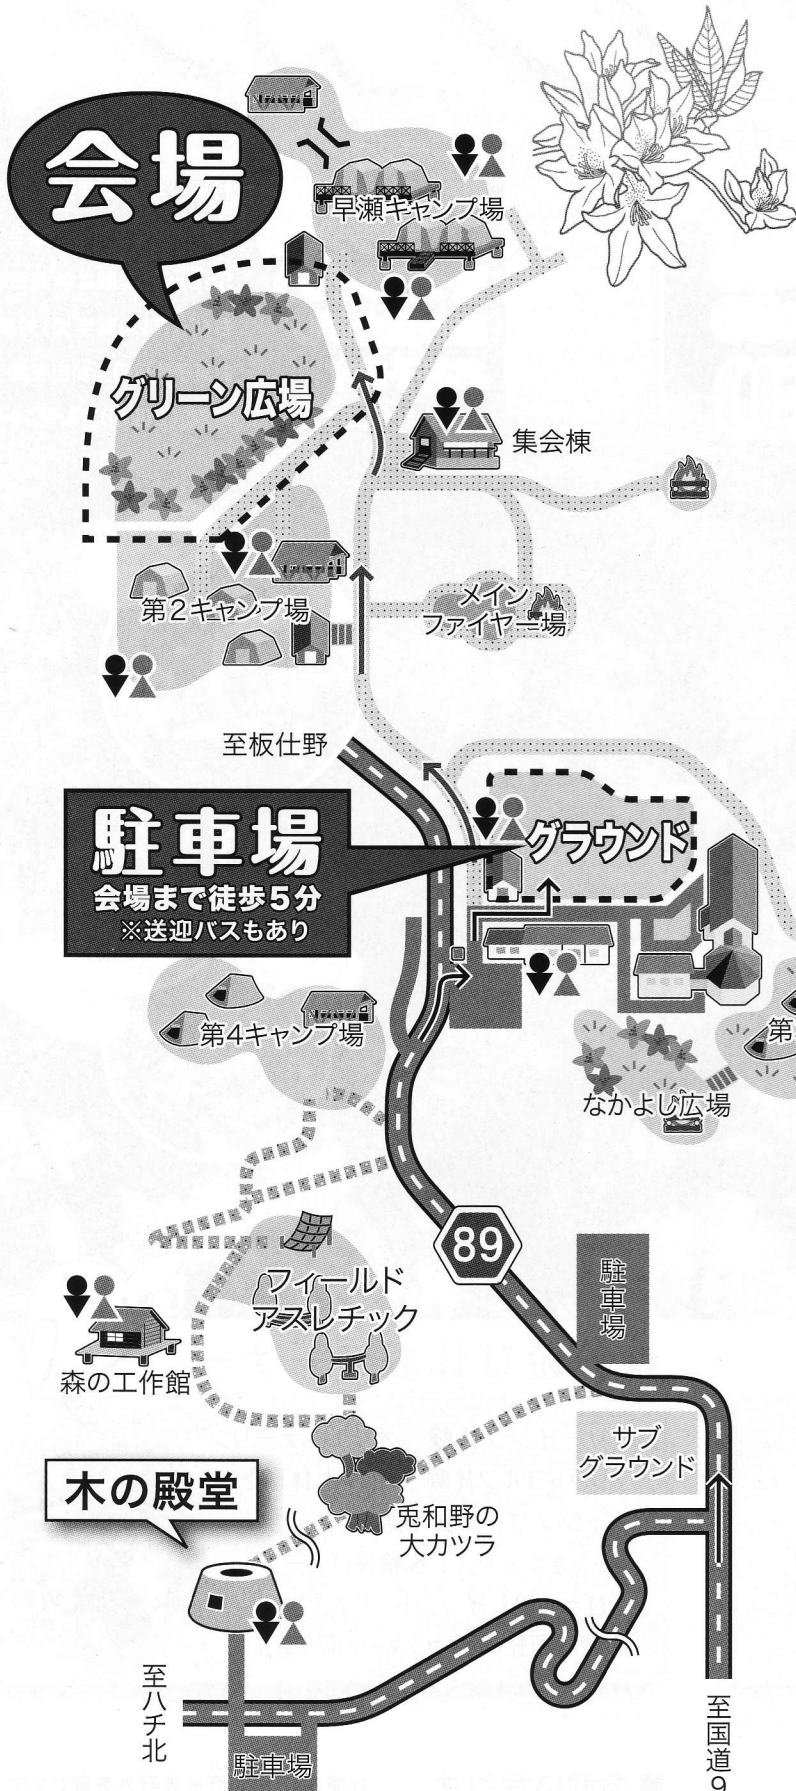 会場
早瀬キャンプ場
グリーン広場
集会棟
第2キャンプ場
メイン
ファイヤー場
至板仕野
駐車場
会場まで徒歩5分
※送迎バスもあり
グラウンド
第4キャンプ場
第
なかよし広場
89
駐車場
フィールド
アスレチック
森の工作館
サブ
グラウンド
木の殿堂
兎和野の
大カツラ
至ハチ北
駐車場
至国道9